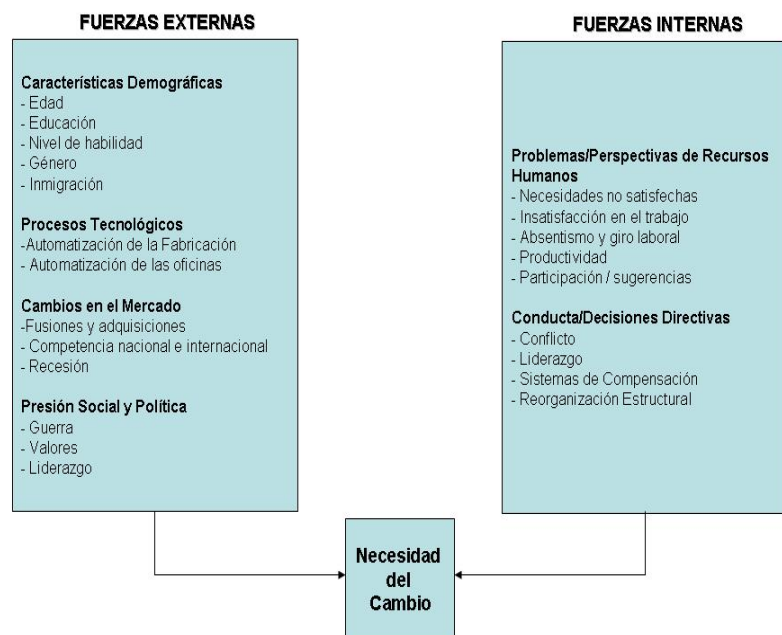 FUERZAS EXTERNAS
Características Demográficas
- Edad
- Educación
- Nivel de habilidad
- Género
- Inmigración
Procesos Tecnológicos
-Automatización de la Fabricación
- Automatización de las oficinas
Cambios en el Mercado
-Fusiones y adquisiciones
- Competencia nacional e internacional
- Recesión
Presión Social y Política
- Guerra
- Valores
- Liderazgo
FUERZAS INTERNAS
Problemas/Perspectivas de Recursos
Humanos
- Necesidades no satisfechas
- Insatisfacción en el trabajo
- Absentismo y giro laboral
- Productividad
- Participación / sugerencias
Conducta/Decisiones Directivas
- Conflicto
- Liderazgo
- Sistemas de Compensación
- Reorganización Estructural
Necesidad
del
Cambio